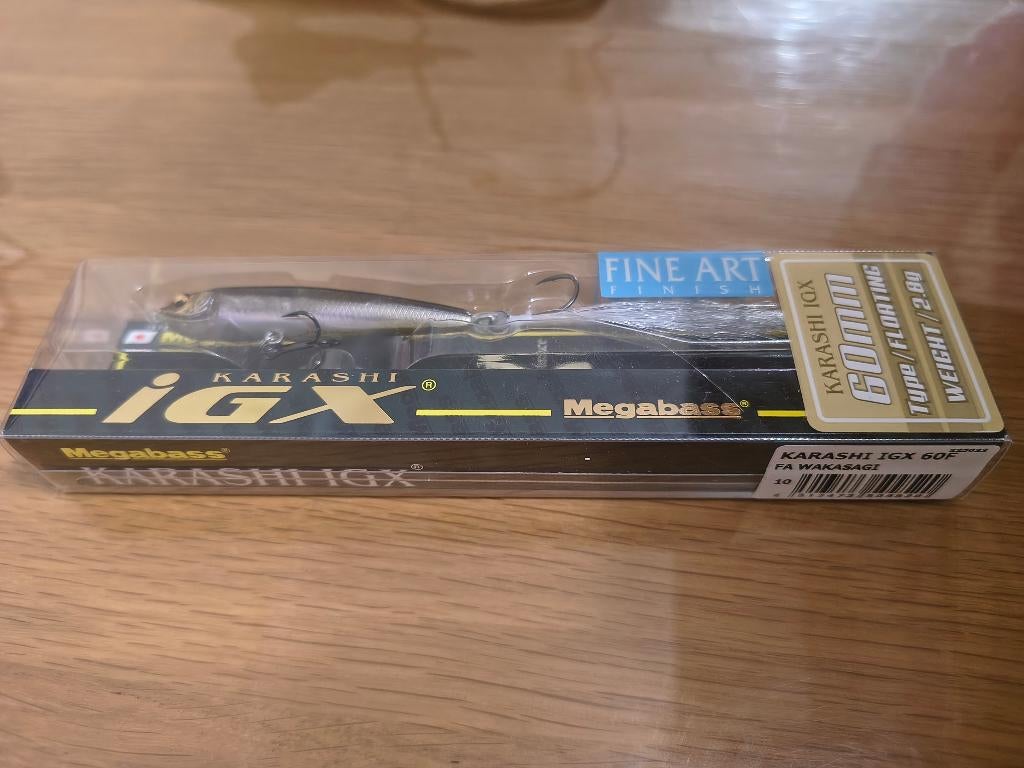 FINE ART
FINISH
KARASHI IGX
60mm
Type/FLOATING
WEIGHT/2.8g
KARASHI
iGX®
Megabass®
Megabass®
KARASHI IGX®
KARASHI IGX 60F
FA WAKASAGI
10